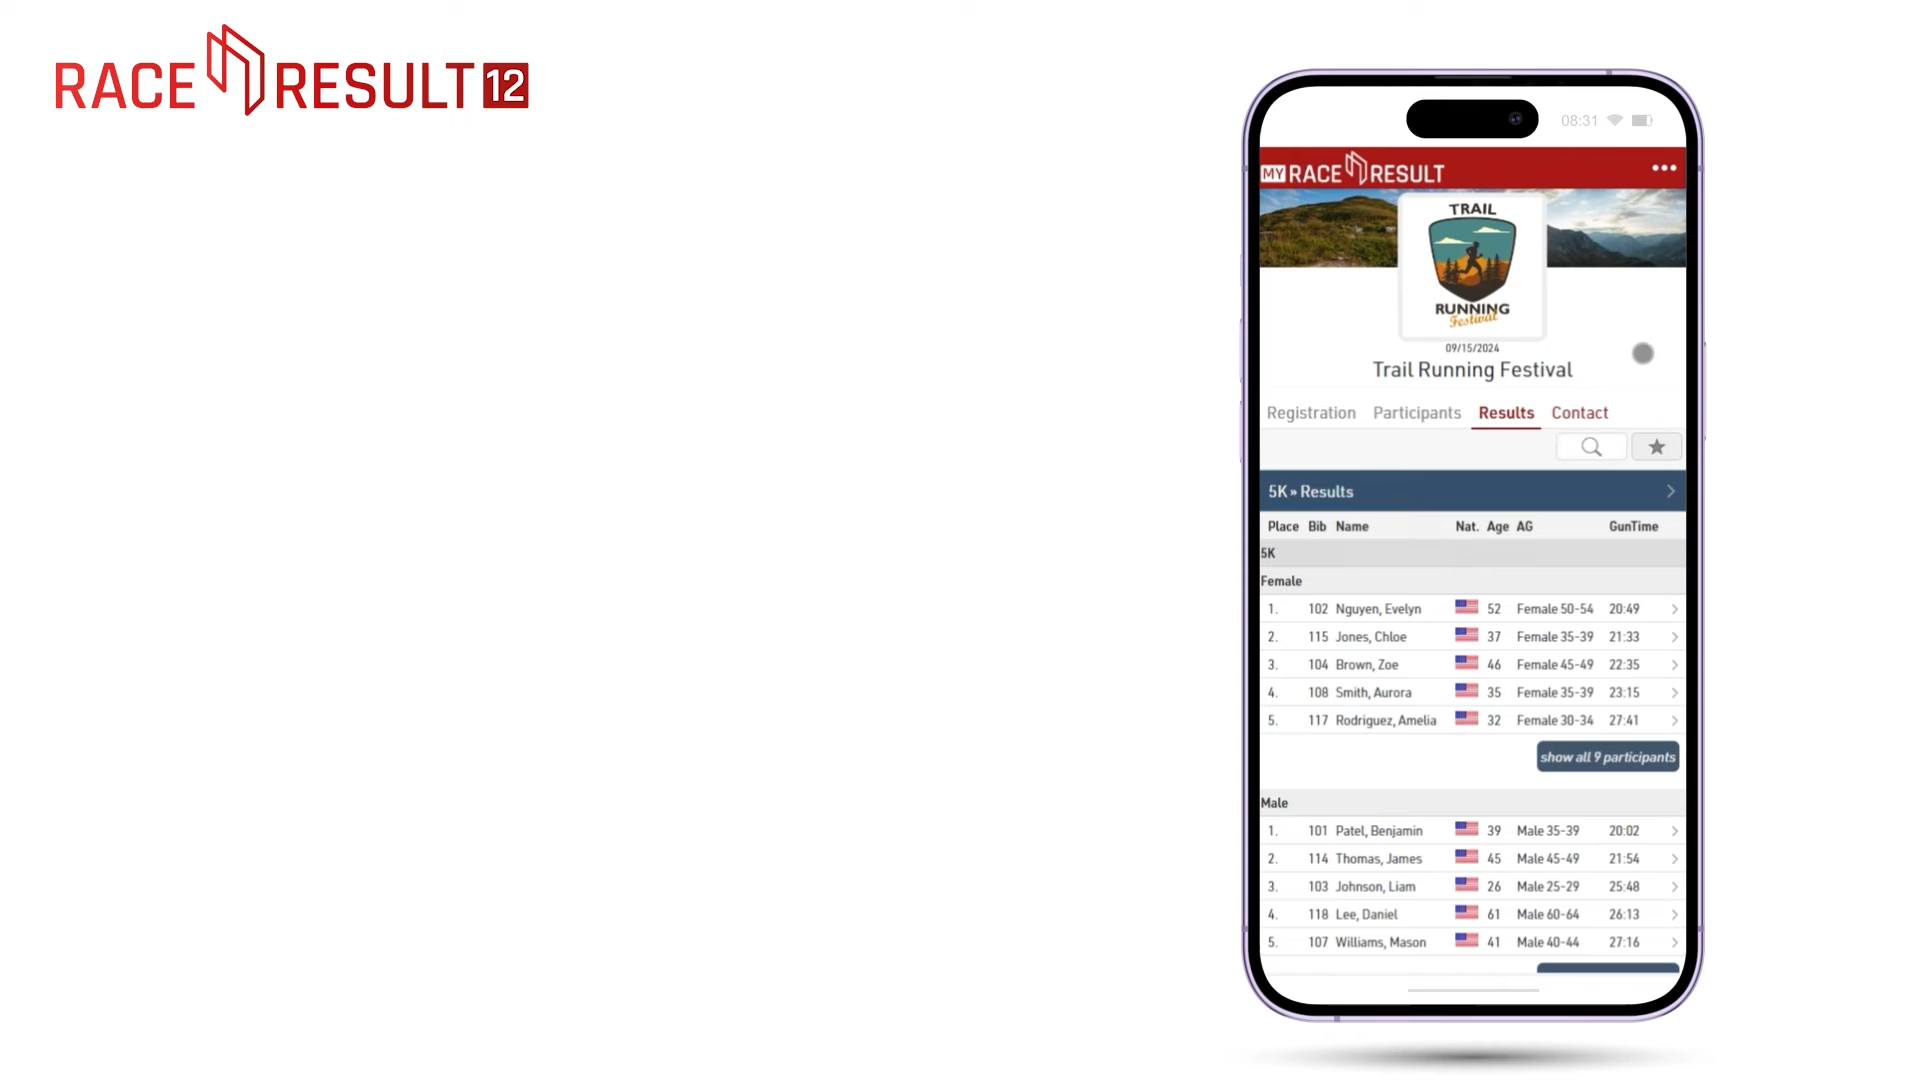 RACE RESULT 12
08:31
MY RACE RESULT
TRAIL
RUNNING
Festival
09/15/2024
Trail Running Festival
Registration Participants Results Contact
5K » Results
Place Bib Name Nat. Age AG GunTime
5K
Female
1. 102 Nguyen, Evelyn 52 Female 50-54 20:49
2. 115 Jones, Chloe 37 Female 35-39 21:33
3. 104 Brown, Zoe 46 Female 45-49 22:35
4. 108 Smith, Aurora 35 Female 35-39 23:15
5. 117 Rodriguez, Amelia 32 Female 30-34 27:41
show all 9 participants
Male
1. 101 Patel, Benjamin 39 Male 35-39 20:02
2. 114 Thomas, James 45 Male 45-49 21:54
3. 103 Johnson, Liam 26 Male 25-29 25:48
4. 118 Lee, Daniel 61 Male 60-64 26:13
5. 107 Williams, Mason 41 Male 40-44 27:16